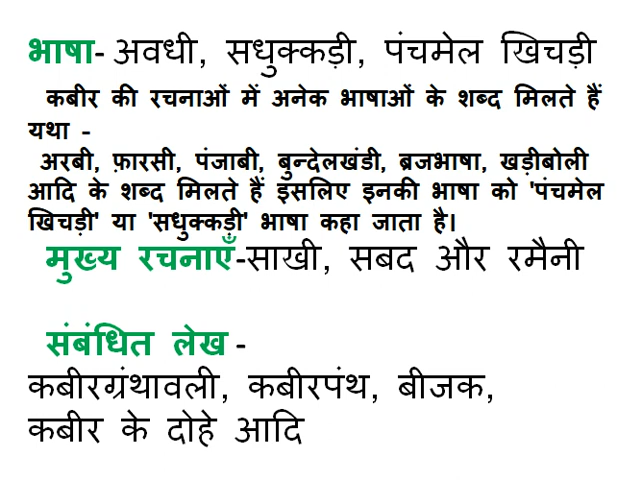 भाषा- अवधी, सधुक्कड़ी, पंचमेल खिचड़ी
कबीर की रचनाओं में अनेक भाषाओं के शब्द मिलते हैं
यथा -
अरबी, फ़ारसी, पंजाबी, बुन्देलखंडी, ब्रजभाषा, खड़ीबोली
आदि के शब्द मिलते हैं इसलिए इनकी भाषा को 'पंचमेल
खिचड़ी' या 'सधुक्कड़ी' भाषा कहा जाता है।
मुख्य रचनाएँ-साखी, सबद और रमैनी
संबंधित लेख -
कबीरग्रंथावली, कबीरपंथ, बीजक,
कबीर के दोहे आदि